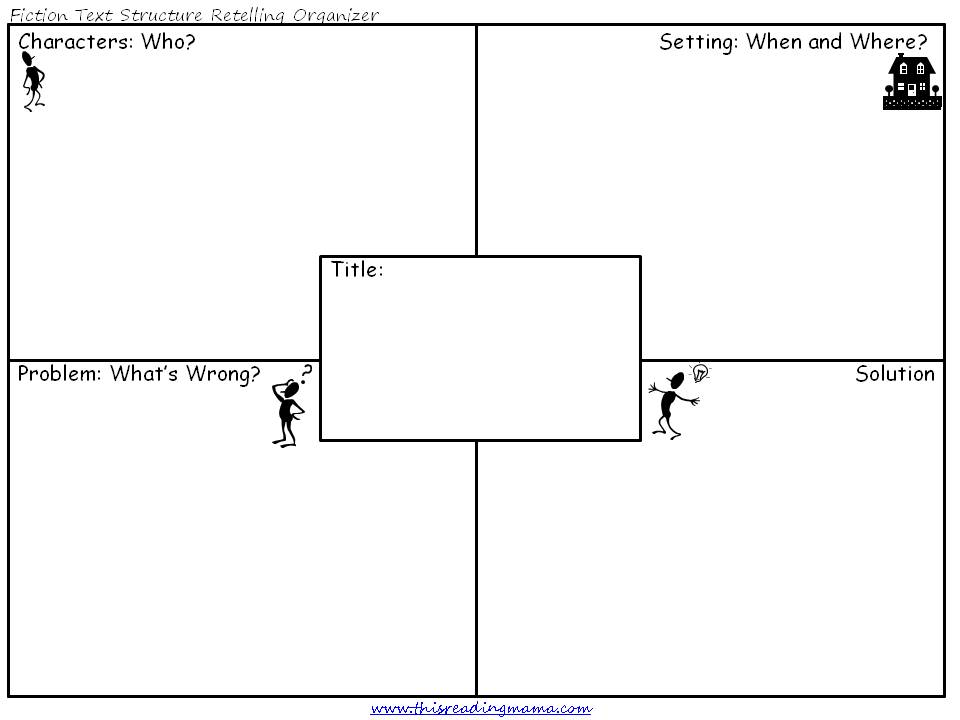 Fiction Text Structure Retelling Organizer
Characters: Who?
Setting: When and Where?
Title:
Problem: What's Wrong?
?
Solution
www.thisreadingmama.com